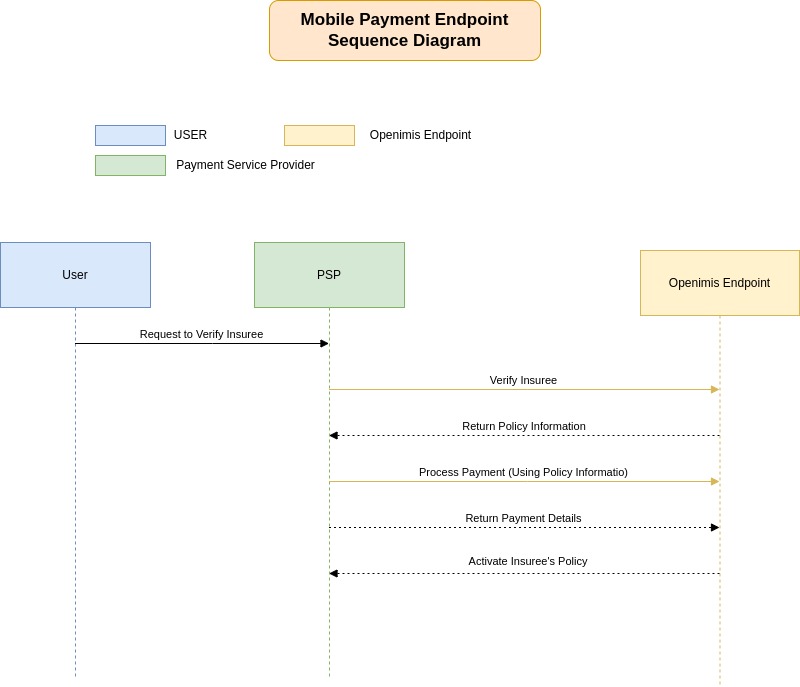 Mobile Payment Endpoint
Sequence Diagram
USER
Openimis Endpoint
Payment Service Provider
User
PSP
Openimis Endpoint
Request to Verify Insuree
Verify Insuree
Return Policy Information
Process Payment (Using Policy Informatio)
Return Payment Details
Activate Insuree's Policy